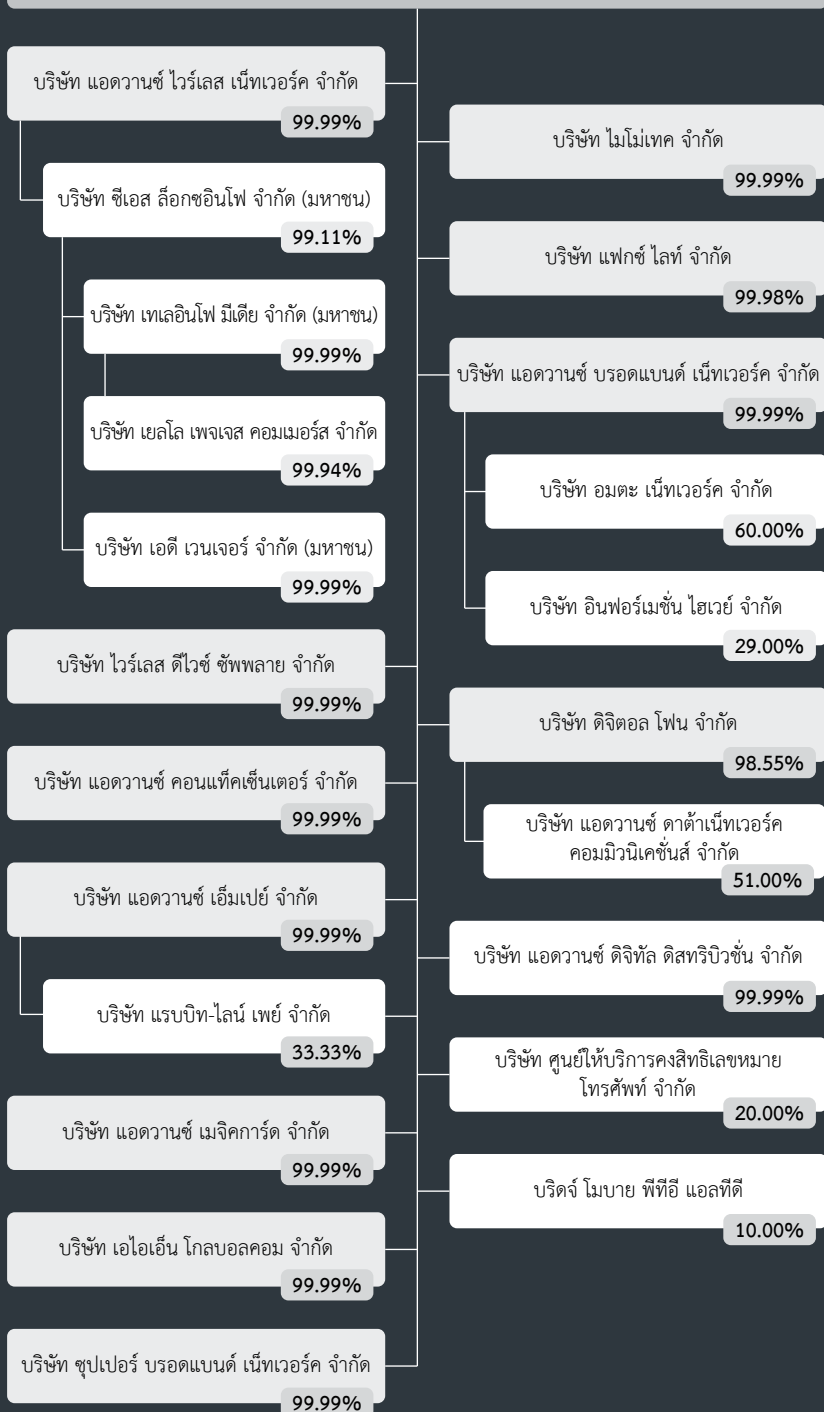 บริษัท แอดวานซ์ ไวร์เลส เน็ทเวอร์ค จำกัด
99.99%
บริษัท ซีเอส ล็อกซอินโฟ จำกัด (มหาชน)
99.11%
บริษัท เทเลอินโฟ มีเดีย จำกัด (มหาชน)
99.99%
บริษัท เยลโล เพจเจส คอมเมอร์ส จำกัด
99.94%
บริษัท เอดี เวนเจอร์ จำกัด (มหาชน)
99.99%
บริษัท ไวร์เลส ดีไวซ์ ซัพพลาย จำกัด
99.99%
บริษัท แอดวานซ์ คอนแท็คเซ็นเตอร์ จำกัด
99.99%
บริษัท แอดวานซ์ เอ็มเปย์ จำกัด
99.99%
บริษัท แรบบิท-ไลน์ เพย์ จำกัด
33.33%
บริษัท แอดวานซ์ เมจิคการ์ด จำกัด
99.99%
บริษัท เอไอเอ็น โกลบอลคอม จำกัด
99.99%
บริษัท ซุปเปอร์ บรอดแบนด์ เน็ทเวอร์ค จำกัด
99.99%
บริษัท ไมโม่เทค จำกัด
99.99%
บริษัท แฟกซ์ ไลท์ จำกัด
99.98%
บริษัท แอดวานซ์ บรอดแบนด์ เน็ทเวอร์ค จำกัด
99.99%
บริษัท อมตะ เน็ทเวอร์ค จำกัด
60.00%
บริษัท อินฟอร์เมชั่น ไฮเวย์ จำกัด
29.00%
บริษัท ดิจิตอล โฟน จำกัด
98.55%
บริษัท แอดวานซ์ ดาต้าเน็ทเวอร์ค
คอมมิวนิเคชั่นส์ จำกัด
51.00%
บริษัท แอดวานซ์ ดิจิทัล ดิสทริบิวชั่น จำกัด
99.99%
บริษัท ศูนย์ให้บริการคงสิทธิเลขหมาย
โทรศัพท์ จำกัด
20.00%
บริดจ์ โมบาย พีทีอี แอลทีดี
10.00%